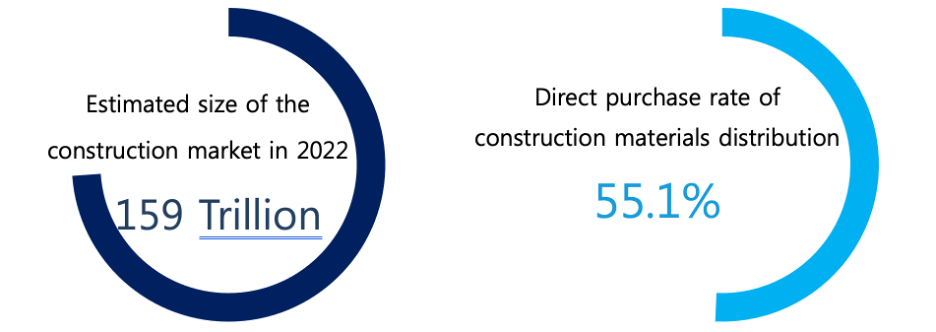 Estimated size of the
construction market in 2022
159 Trillion
Direct purchase rate of
construction materials distribution
55.1%